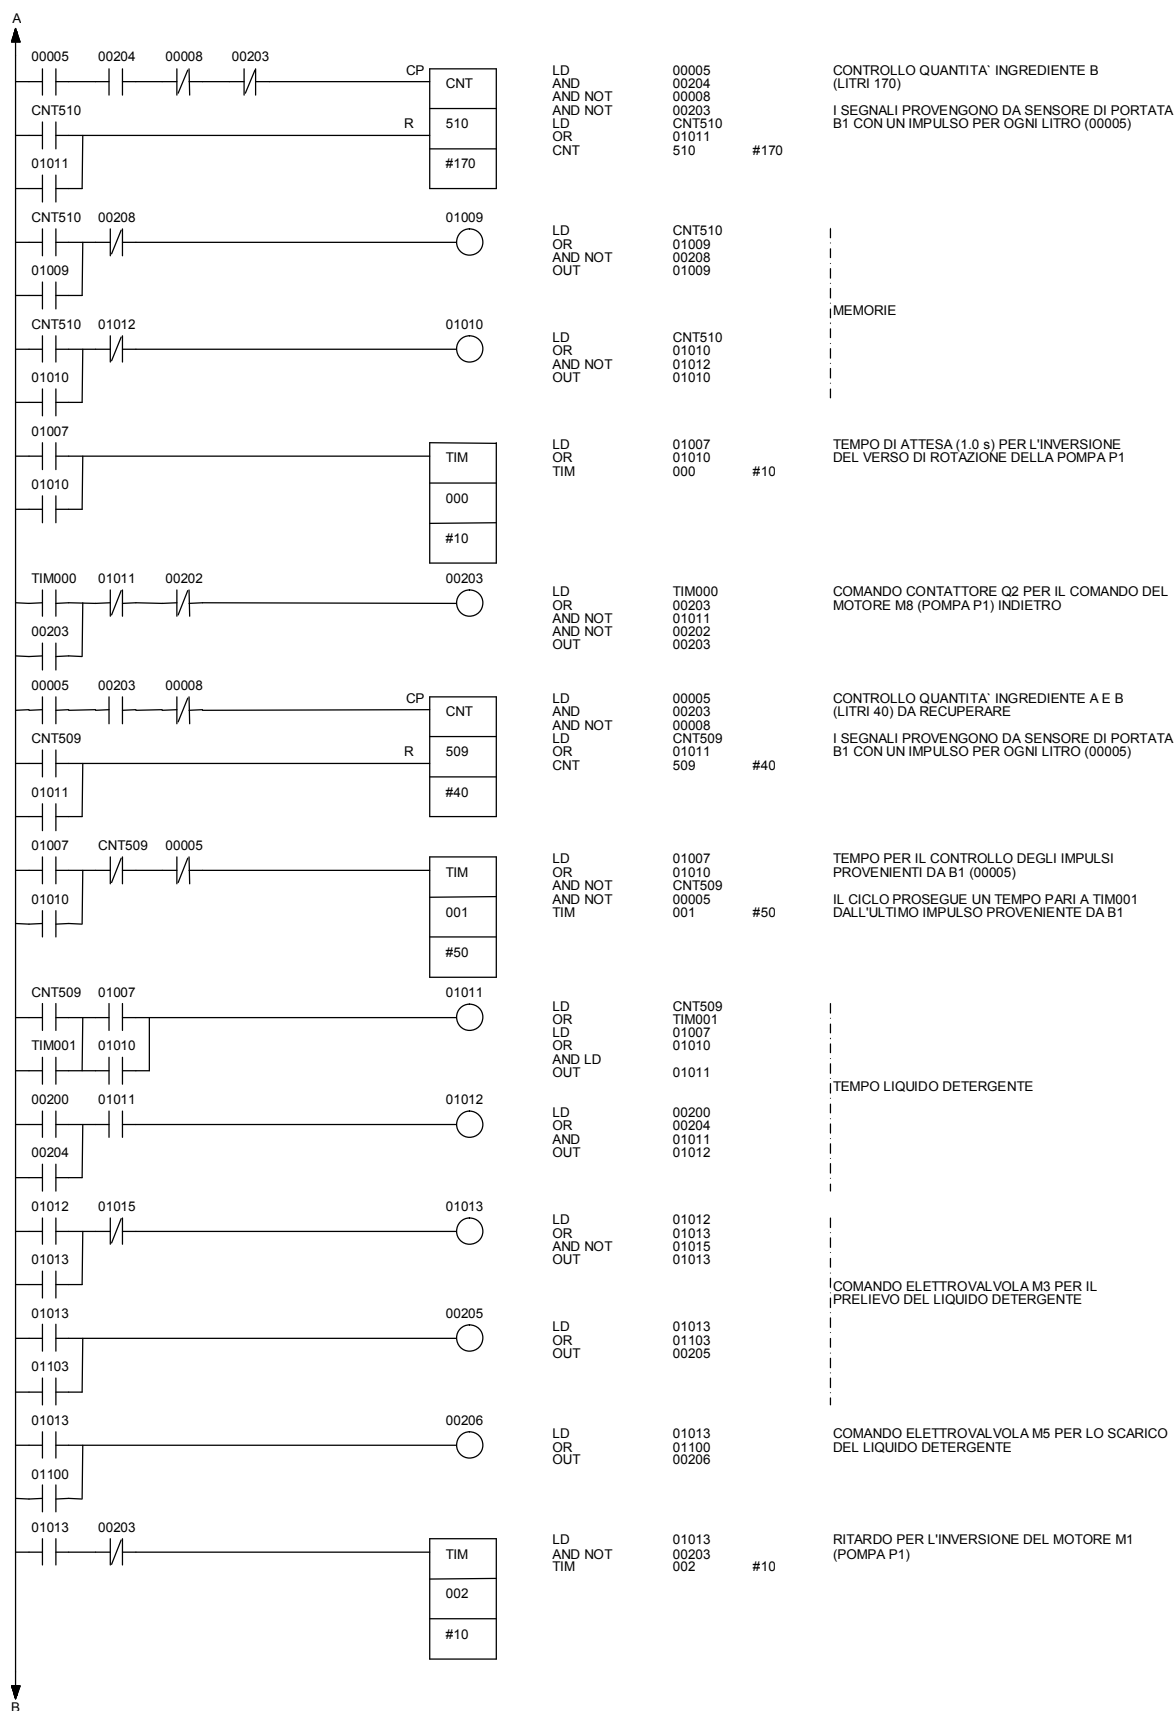 A
00005 00204 00008 00203
CP
CNT
CNT510
R
510
01011
#170
LD 00005
AND 00204
AND NOT 00008
AND NOT 00203
LD CNT510
OR 01011
CNT 510 #170
CONTROLLO QUANTITA` INGREDIENTE B
(LITRI 170)
I SEGNALI PROVENGONO DA SENSORE DI PORTATA
B1 CON UN IMPULSO PER OGNI LITRO (00005)
CNT510 00208 01009
01009
LD CNT510
OR 01009
AND NOT 00208
OUT 01009
MEMORIE
CNT510 01012 01010
01010
LD CNT510
OR 01010
AND NOT 01012
OUT 01010
01007
TIM
01010
000
#10
LD 01007
OR 01010
TIM 000 #10
TEMPO DI ATTESA (1.0 s) PER L'INVERSIONE
DEL VERSO DI ROTAZIONE DELLA POMPA P1
TIM000 01011 00202 00203
00203
LD TIM000
OR 00203
AND NOT 01011
AND NOT 00202
OUT 00203
COMANDO CONTATTORE Q2 PER IL COMANDO DEL
MOTORE M8 (POMPA P1) INDIETRO
00005 00203 00008
CP
CNT
CNT509
R
509
01011
#40
LD 00005
AND 00203
AND NOT 00008
LD CNT509
OR 01011
CNT 509 #40
CONTROLLO QUANTITA` INGREDIENTE A E B
(LITRI 40) DA RECUPERARE
I SEGNALI PROVENGONO DA SENSORE DI PORTATA
B1 CON UN IMPULSO PER OGNI LITRO (00005)
01007 CNT509 00005
TIM
01010
001
#50
LD 01007
OR 01010
AND NOT CNT509
AND NOT 00005
TIM 001 #50
TEMPO PER IL CONTROLLO DEGLI IMPULSI
PROVENIENTI DA B1 (00005)
IL CICLO PROSEGUE UN TEMPO PARI A TIM001
DALL'ULTIMO IMPULSO PROVENIENTE DA B1
CNT509 01007 01011
TIM001 01010
LD CNT509
OR TIM001
LD 01007
OR 01010
AND LD
OUT 01011
TEMPO LIQUIDO DETERGENTE
00200 01011 01012
00204
LD 00200
OR 00204
AND 01011
OUT 01012
01012 01015 01013
01013
LD 01012
OR 01013
AND NOT 01015
OUT 01013
COMANDO ELETTROVALVOLA M3 PER IL
PRELIEVO DEL LIQUIDO DETERGENTE
01013 00205
01103
LD 01013
OR 01103
OUT 00205
01013 00206
01100
LD 01013
OR 01100
OUT 00206
COMANDO ELETTROVALVOLA M5 PER LO SCARICO
DEL LIQUIDO DETERGENTE
01013 00203
TIM
002
#10
LD 01013
AND NOT 00203
TIM 002 #10
RITARDO PER L'INVERSIONE DEL MOTORE M1
(POMPA P1)
B